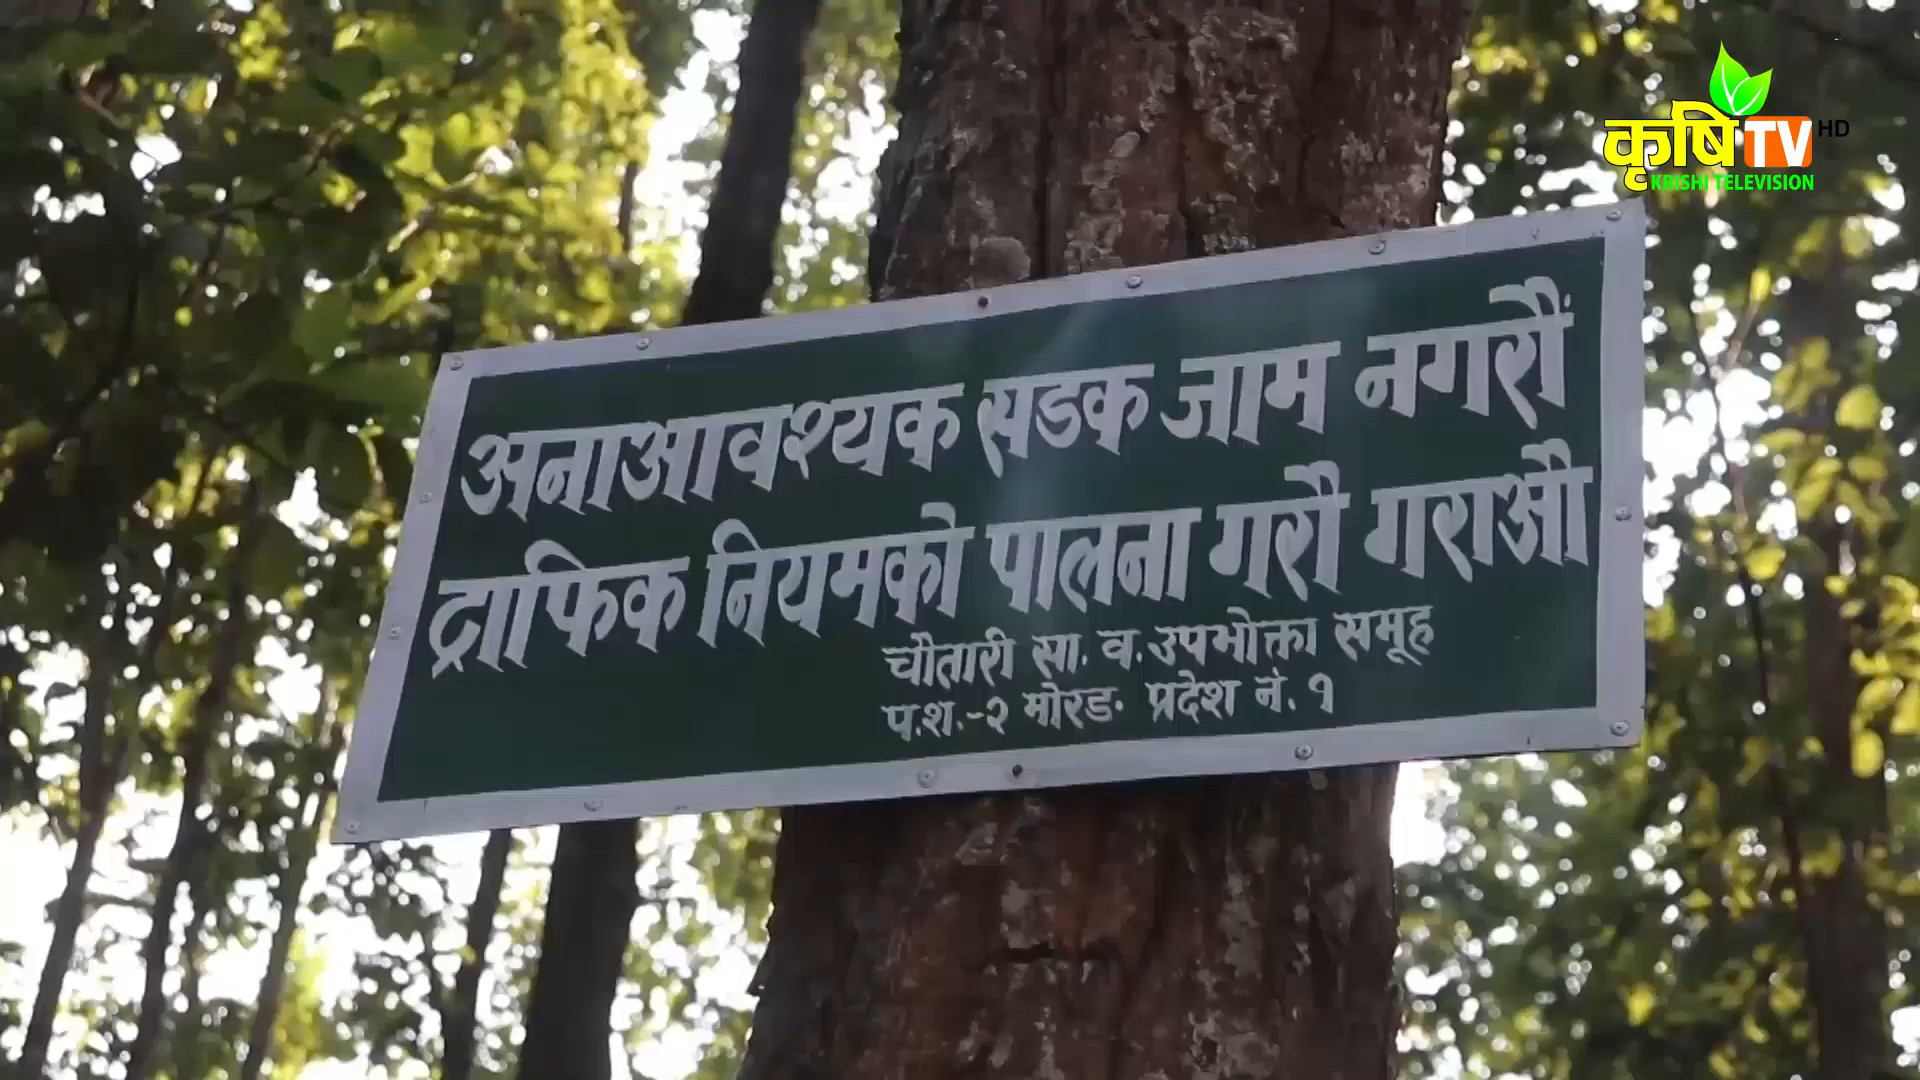 कृषि TV HD
KRISHI TELEVISION
अनाआवश्यक सडक जाम नगरौं
ट्राफिक नियमको पालना गरौ गराऔ
चौतारी सा. व. उपभोक्ता समूह
प.श.-२ मोरङ प्रदेश नं. १